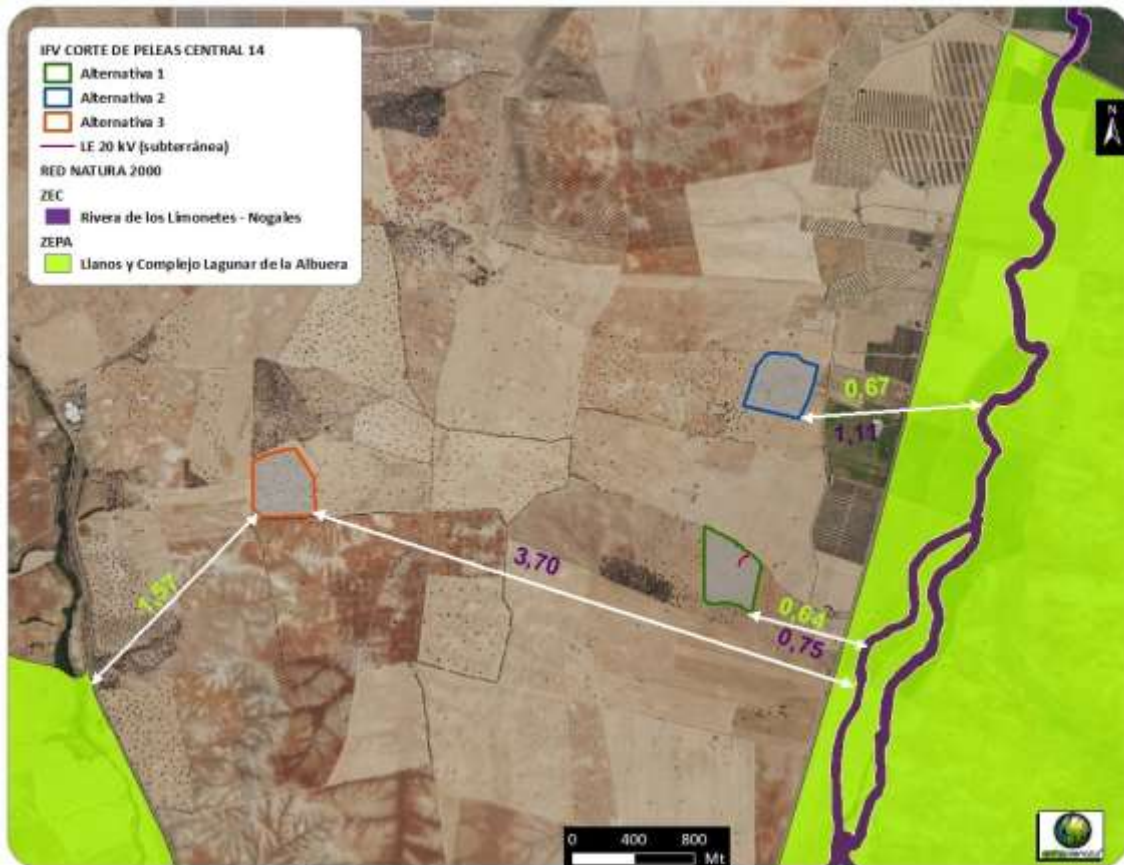 IFV CORTE DE PELEAS CENTRAL 14
Alternativa 1
Alternativa 2
Alternativa 3
LE 20 kV (subterránea)
RED NATURA 2000
ZEC
Rivera de los Limonetes - Nogales
ZEPA
Llanos y Complejo Lagunar de la Albuera
N
0,67
1,11
3,70
1,57
0,64
0,75
0 400 800
Mt